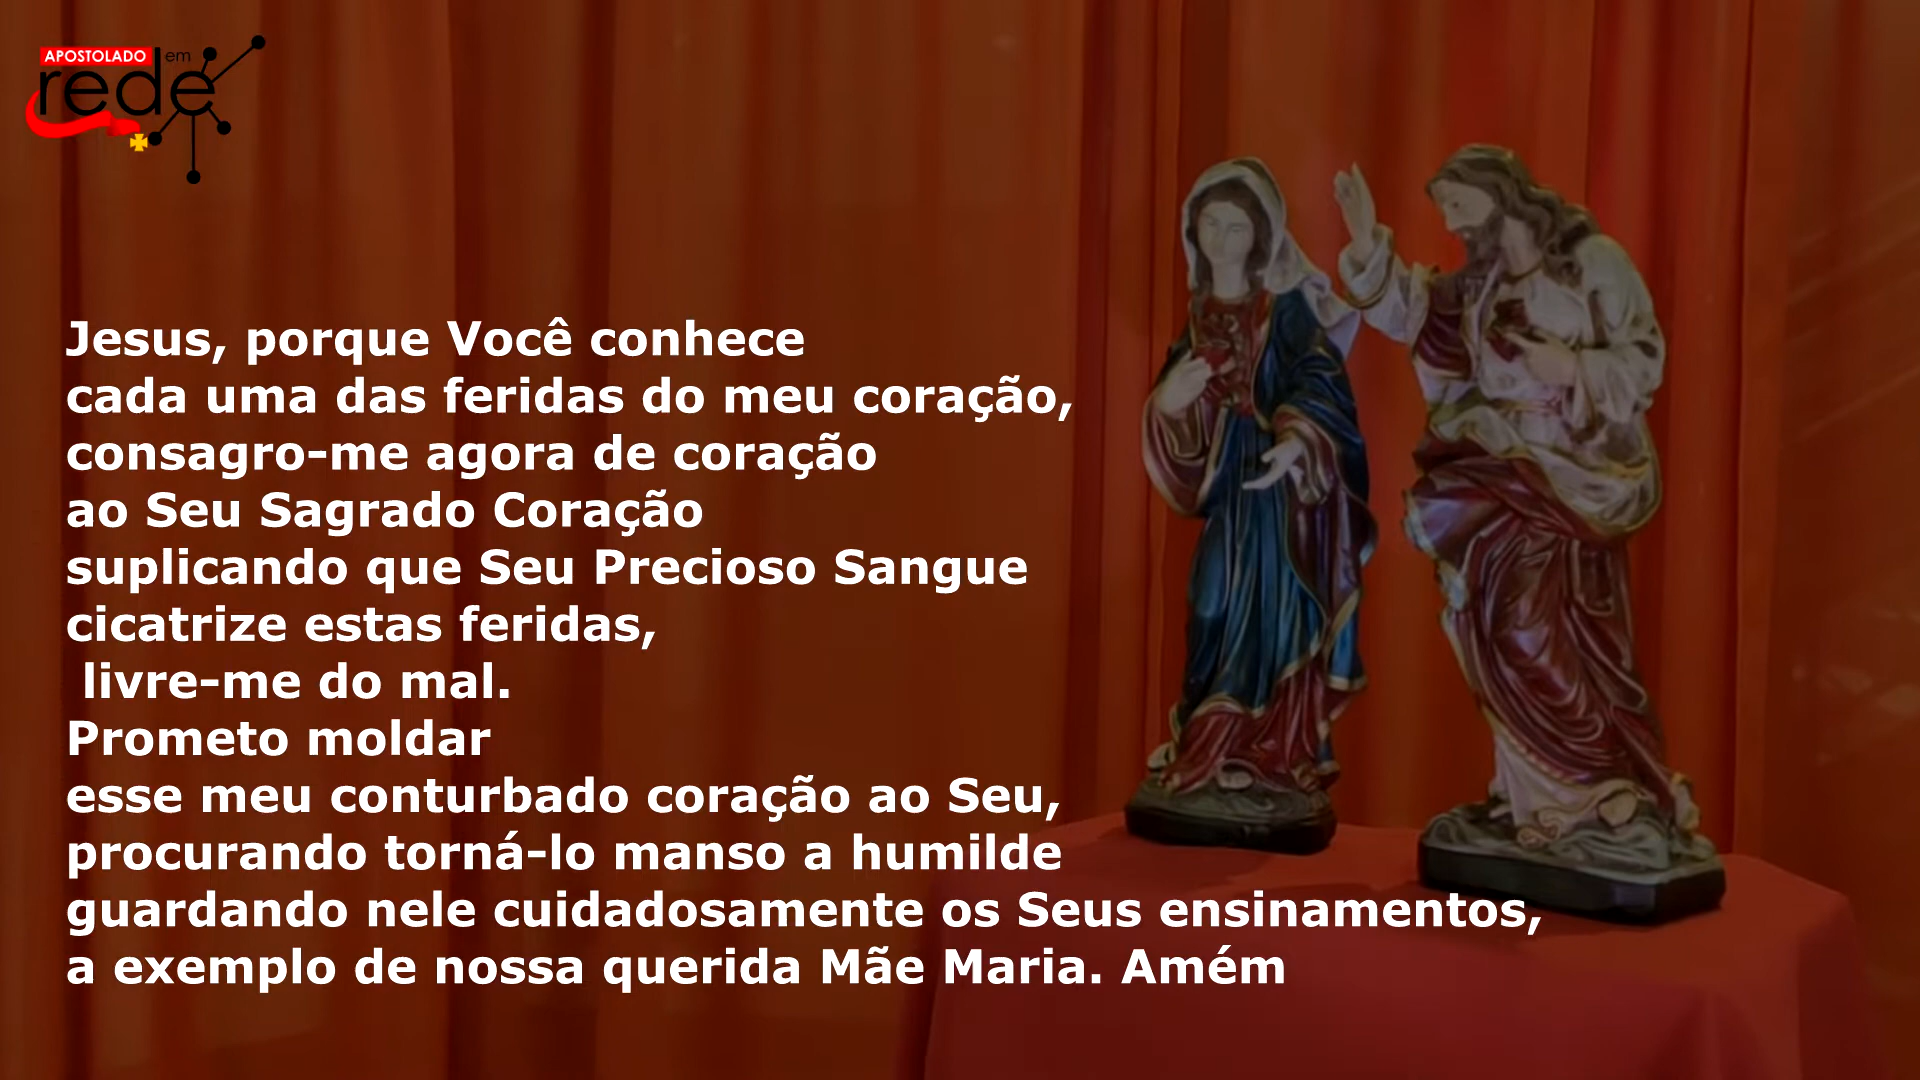 APOSTOLADO em
rede
Jesus, porque Você conhece
cada uma das feridas do meu coração,
consagro-me agora de coração
ao Seu Sagrado Coração
suplicando que Seu Precioso Sangue
cicatrize estas feridas,
livre-me do mal.
Prometo moldar
esse meu conturbado coração ao Seu,
procurando torná-lo manso a humilde
guardando nele cuidadosamente os Seus ensinamentos,
a exemplo de nossa querida Mãe Maria. Amém